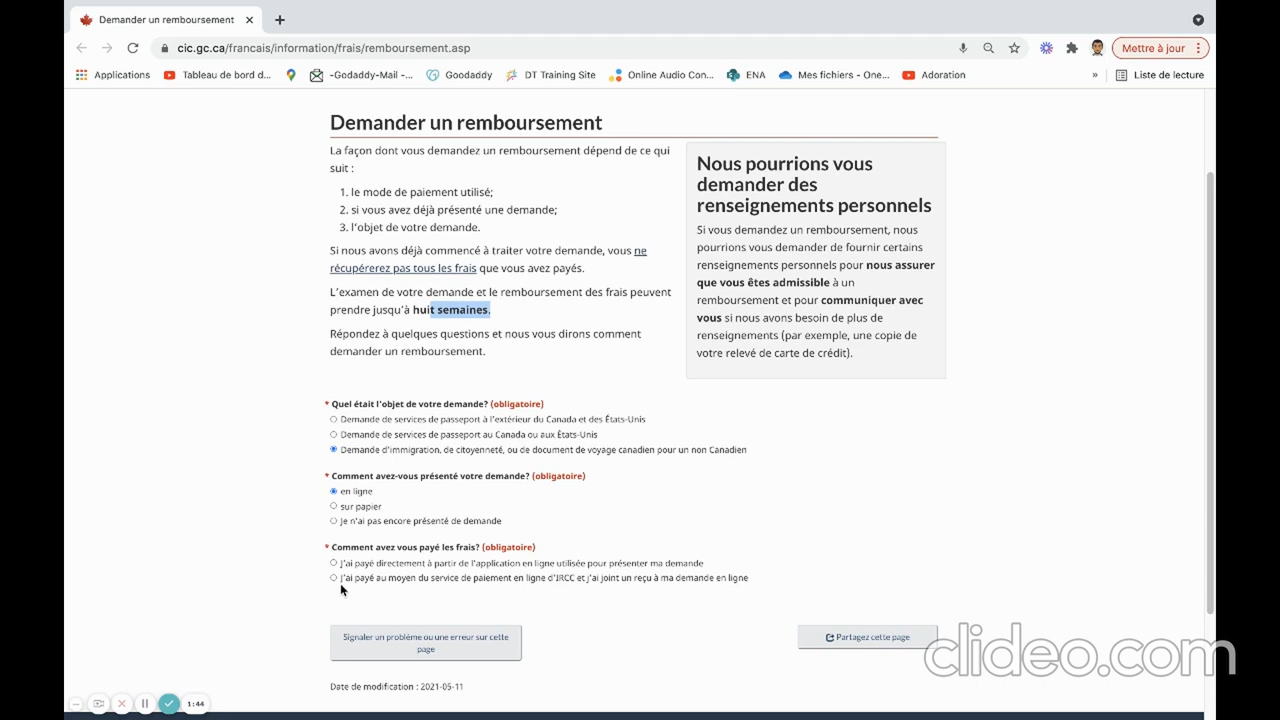 Demander un remboursement
cic.gc.ca/francais/information/frais/remboursement.asp
Mettre à jour
Applications
Tableau de bord d...
-Godaddy-Mail -...
Goodaddy
DT Training Site
Online Audio Con...
ENA
Mes fichiers - One...
Adoration
»
Liste de lecture
Demander un remboursement
La façon dont vous demandez un remboursement dépend de ce qui
suit :
1. le mode de paiement utilisé;
2. si vous avez déjà présenté une demande;
3. l'objet de votre demande.
Si nous avons déjà commencé à traiter votre demande, vous ne
récupérerez pas tous les frais que vous avez payés.
L'examen de votre demande et le remboursement des frais peuvent
prendre jusqu'à huit semaines.
Répondez à quelques questions et nous vous dirons comment
demander un remboursement.
Nous pourrions vous
demander des
renseignements personnels
Si vous demandez un remboursement, nous
pourrions vous demander de fournir certains
renseignements personnels pour nous assurer
que vous êtes admissible à un
remboursement et pour communiquer avec
vous si nous avons besoin de plus de
renseignements (par exemple, une copie de
votre relevé de carte de crédit).
* Quel était l'objet de votre demande? (obligatoire)
Demande de services de passeport à l'extérieur du Canada et des États-Unis
Demande de services de passeport au Canada ou aux États-Unis
Demande d'immigration, de citoyenneté, ou de document de voyage canadien pour un non Canadien
* Comment avez-vous présenté votre demande? (obligatoire)
en ligne
sur papier
Je n'ai pas encore présenté de demande
* Comment avez vous payé les frais? (obligatoire)
J'ai payé directement à partir de l'application en ligne utilisée pour présenter ma demande
J'ai payé au moyen du service de paiement en ligne d'IRCC et j'ai joint un reçu à ma demande en ligne
Signaler un problème ou une erreur sur cette
page
Partagez cette page
clideo.com
Date de modification : 2021-05-11
1:44